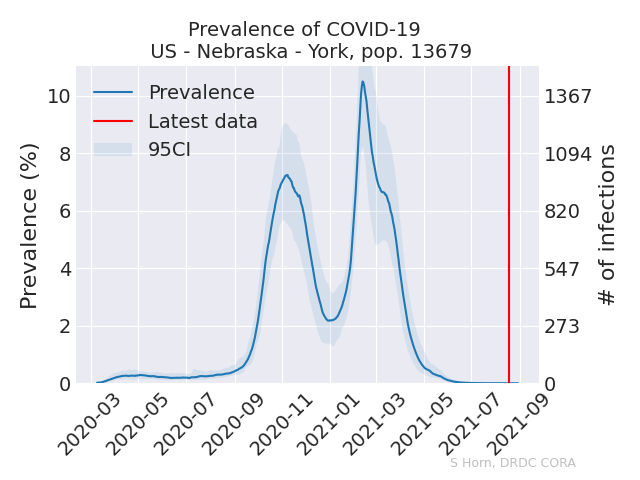 Prevalence of COVID-19
US - Nebraska - York, pop. 13679
Prevalence
Latest data
95CI
Prevalence (%)
10
8
6
4
2
0
# of infections
1367
1094
820
547
273
0
2020-03
2020-05
2020-07
2020-09
2020-11
2021-01
2021-03
2021-05
2021-07
2021-09
S Horn, DRDC CORA